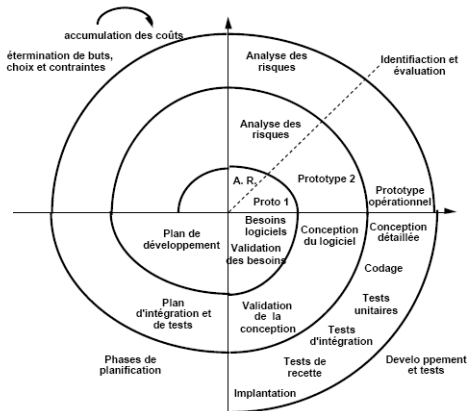 accumulation des coûts
étermination de buts,
choix et contraintes
Analyse des
risques
Identifiaction et
évaluation
Analyse des
risques
A. R.
Prototype 2
Proto 1
Prototype
opérationnel
Besoins
logiciels
Plan de
développement
Validation
des besoins
Conception
du logiciel
Conception
détaillée
Codage
Plan
d'intégration et
de tests
Validation
de la
conception
Tests
unitaires
Tests
d'intégration
Phases de
planification
Tests de
recette
Develo ppement
et tests
Implantation